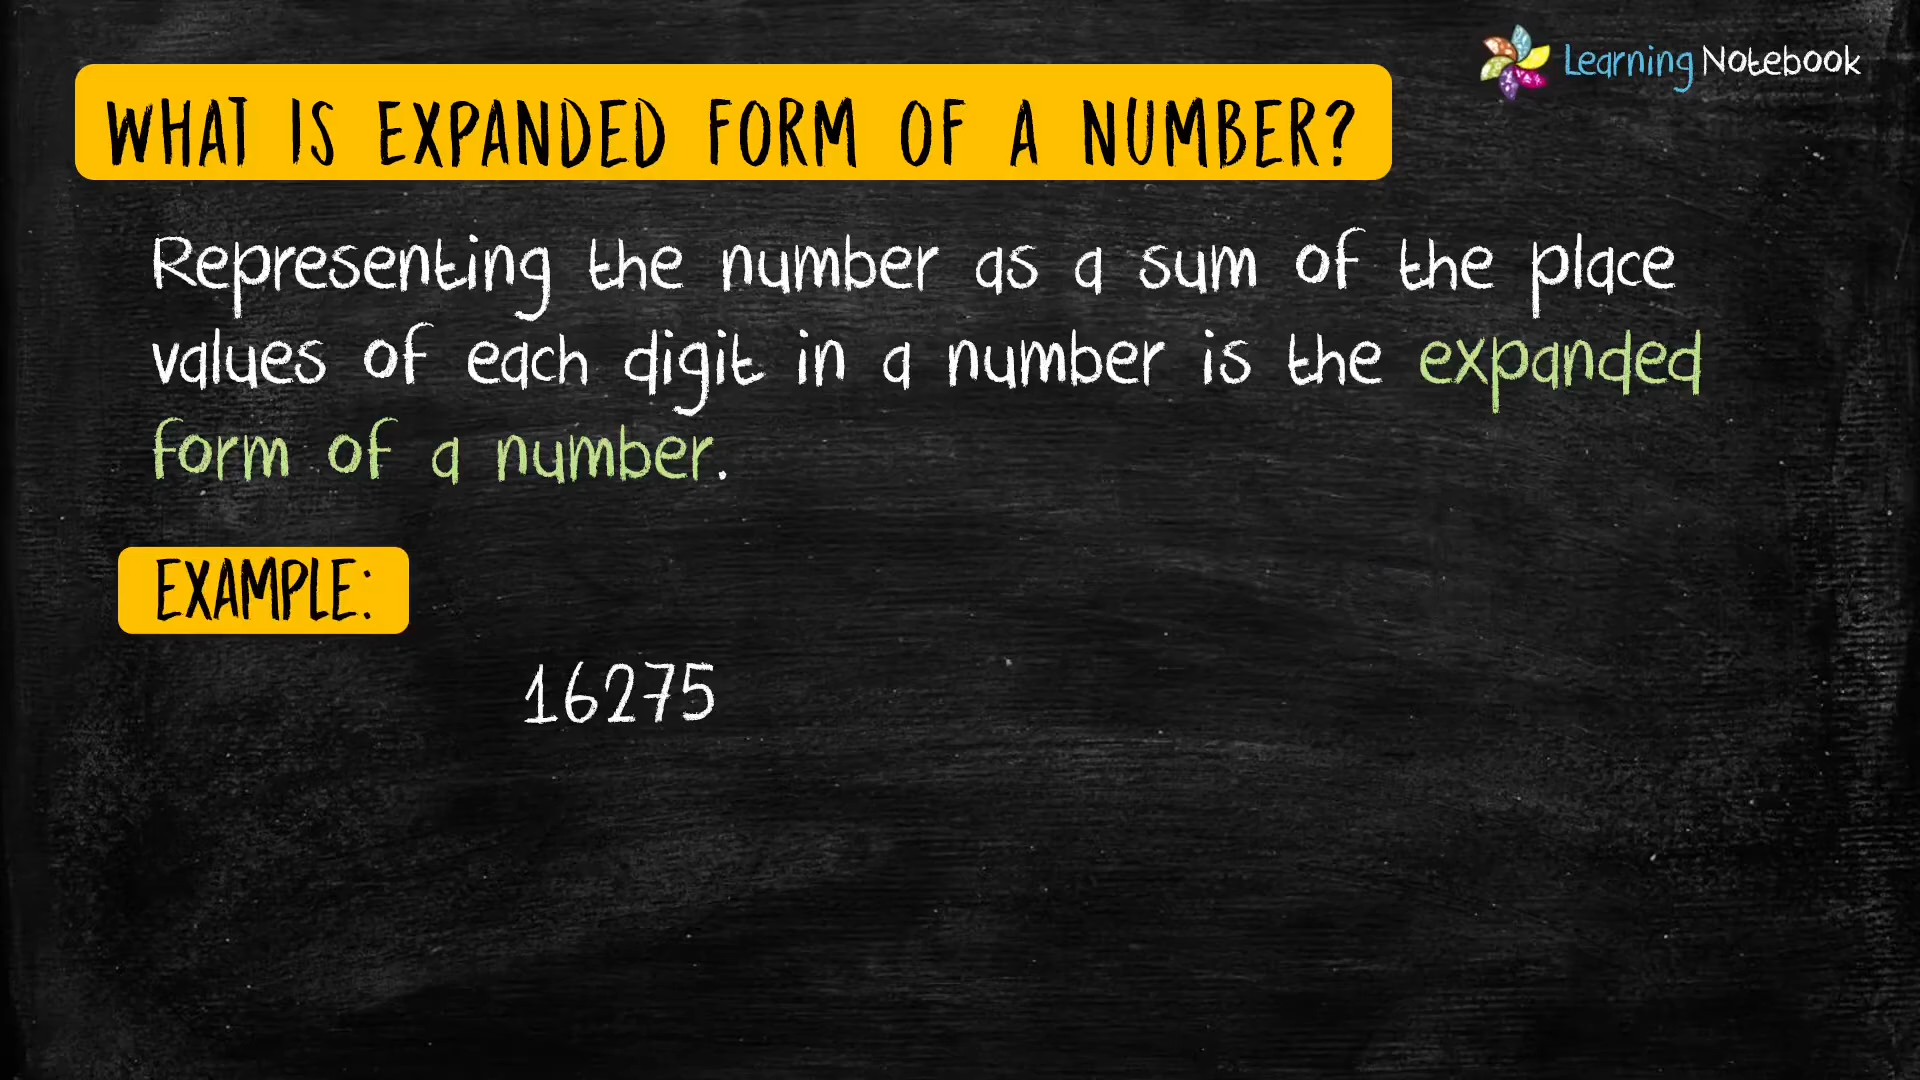 Learning Notebook
WHAT IS EXPANDED FORM OF A NUMBER?
Representing the number as a sum of the place
values of each digit in a number is the expanded
form of a number.
EXAMPLE:
16275